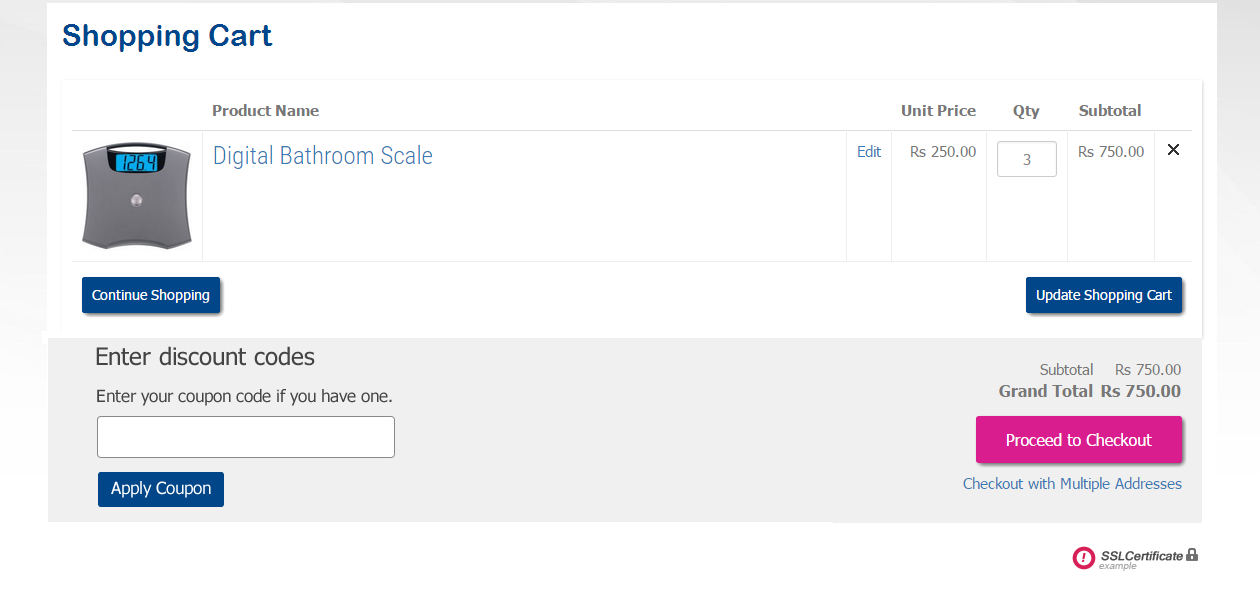 Shopping Cart
Product Name Unit Price Qty Subtotal
126.4
Digital Bathroom Scale Edit Rs 250.00 3 Rs 750.00
Continue Shopping Update Shopping Cart
Enter discount codes
Subtotal Rs 750.00
Grand Total Rs 750.00
Enter your coupon code if you have one.
Proceed to Checkout
Checkout with Multiple Addresses
Apply Coupon
SSLCertificate
example